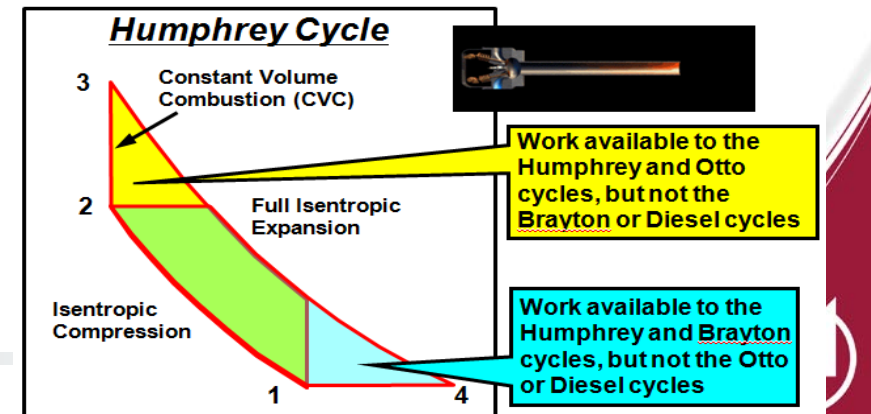 Humphrey Cycle
3
Constant Volume
Combustion (CVC)
Work available to the
Humphrey and Otto
cycles, but not the
Brayton or Diesel cycles
2
Full Isentropic
Expansion
Isentropic
Compression
Work available to the
Humphrey and Brayton
cycles, but not the Otto
or Diesel cycles
1
4